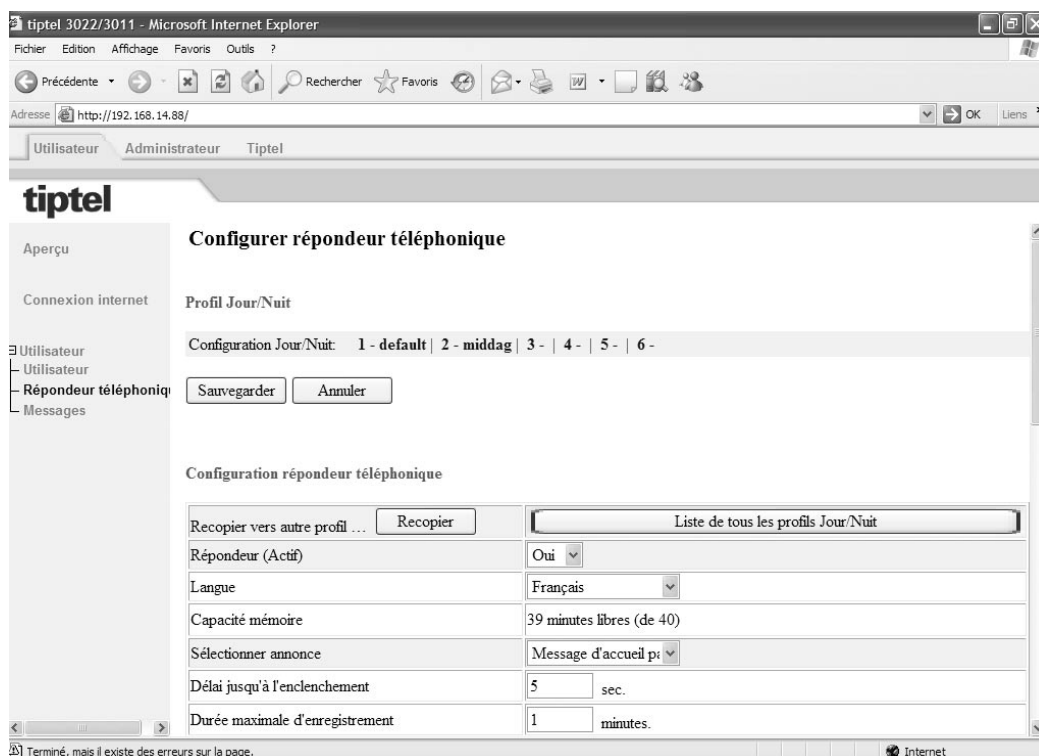 tiptel 3022/3011 - Microsoft Internet Explorer
Fichier Edition Affichage Favoris Outils ?
Précédente Rechercher Favoris
Adresse http://192.168.14.88/ OK Liens
Utilisateur Administrateur Tiptel
tiptel
Aperçu
Connexion internet
Utilisateur
Utilisateur
Répondeur téléphoniq
Messages
Configurer répondeur téléphonique
Profil Jour/Nuit
Configuration Jour/Nuit: 1 - default | 2 - middag | 3 - | 4 - | 5 - | 6 -
Sauvegarder Annuler
Configuration répondeur téléphonique
Recopier vers autre profil ... Recopier Liste de tous les profils Jour/Nuit
Répondeur (Actif) Oui
Langue Français
Capacité mémoire 39 minutes libres (de 40)
Sélectionner annonce Message d'accueil pa
Délai jusqu'à l'enclenchement 5 sec.
Durée maximale d'enregistrement 1 minutes.
Terminé, mais il existe des erreurs sur la page. Internet